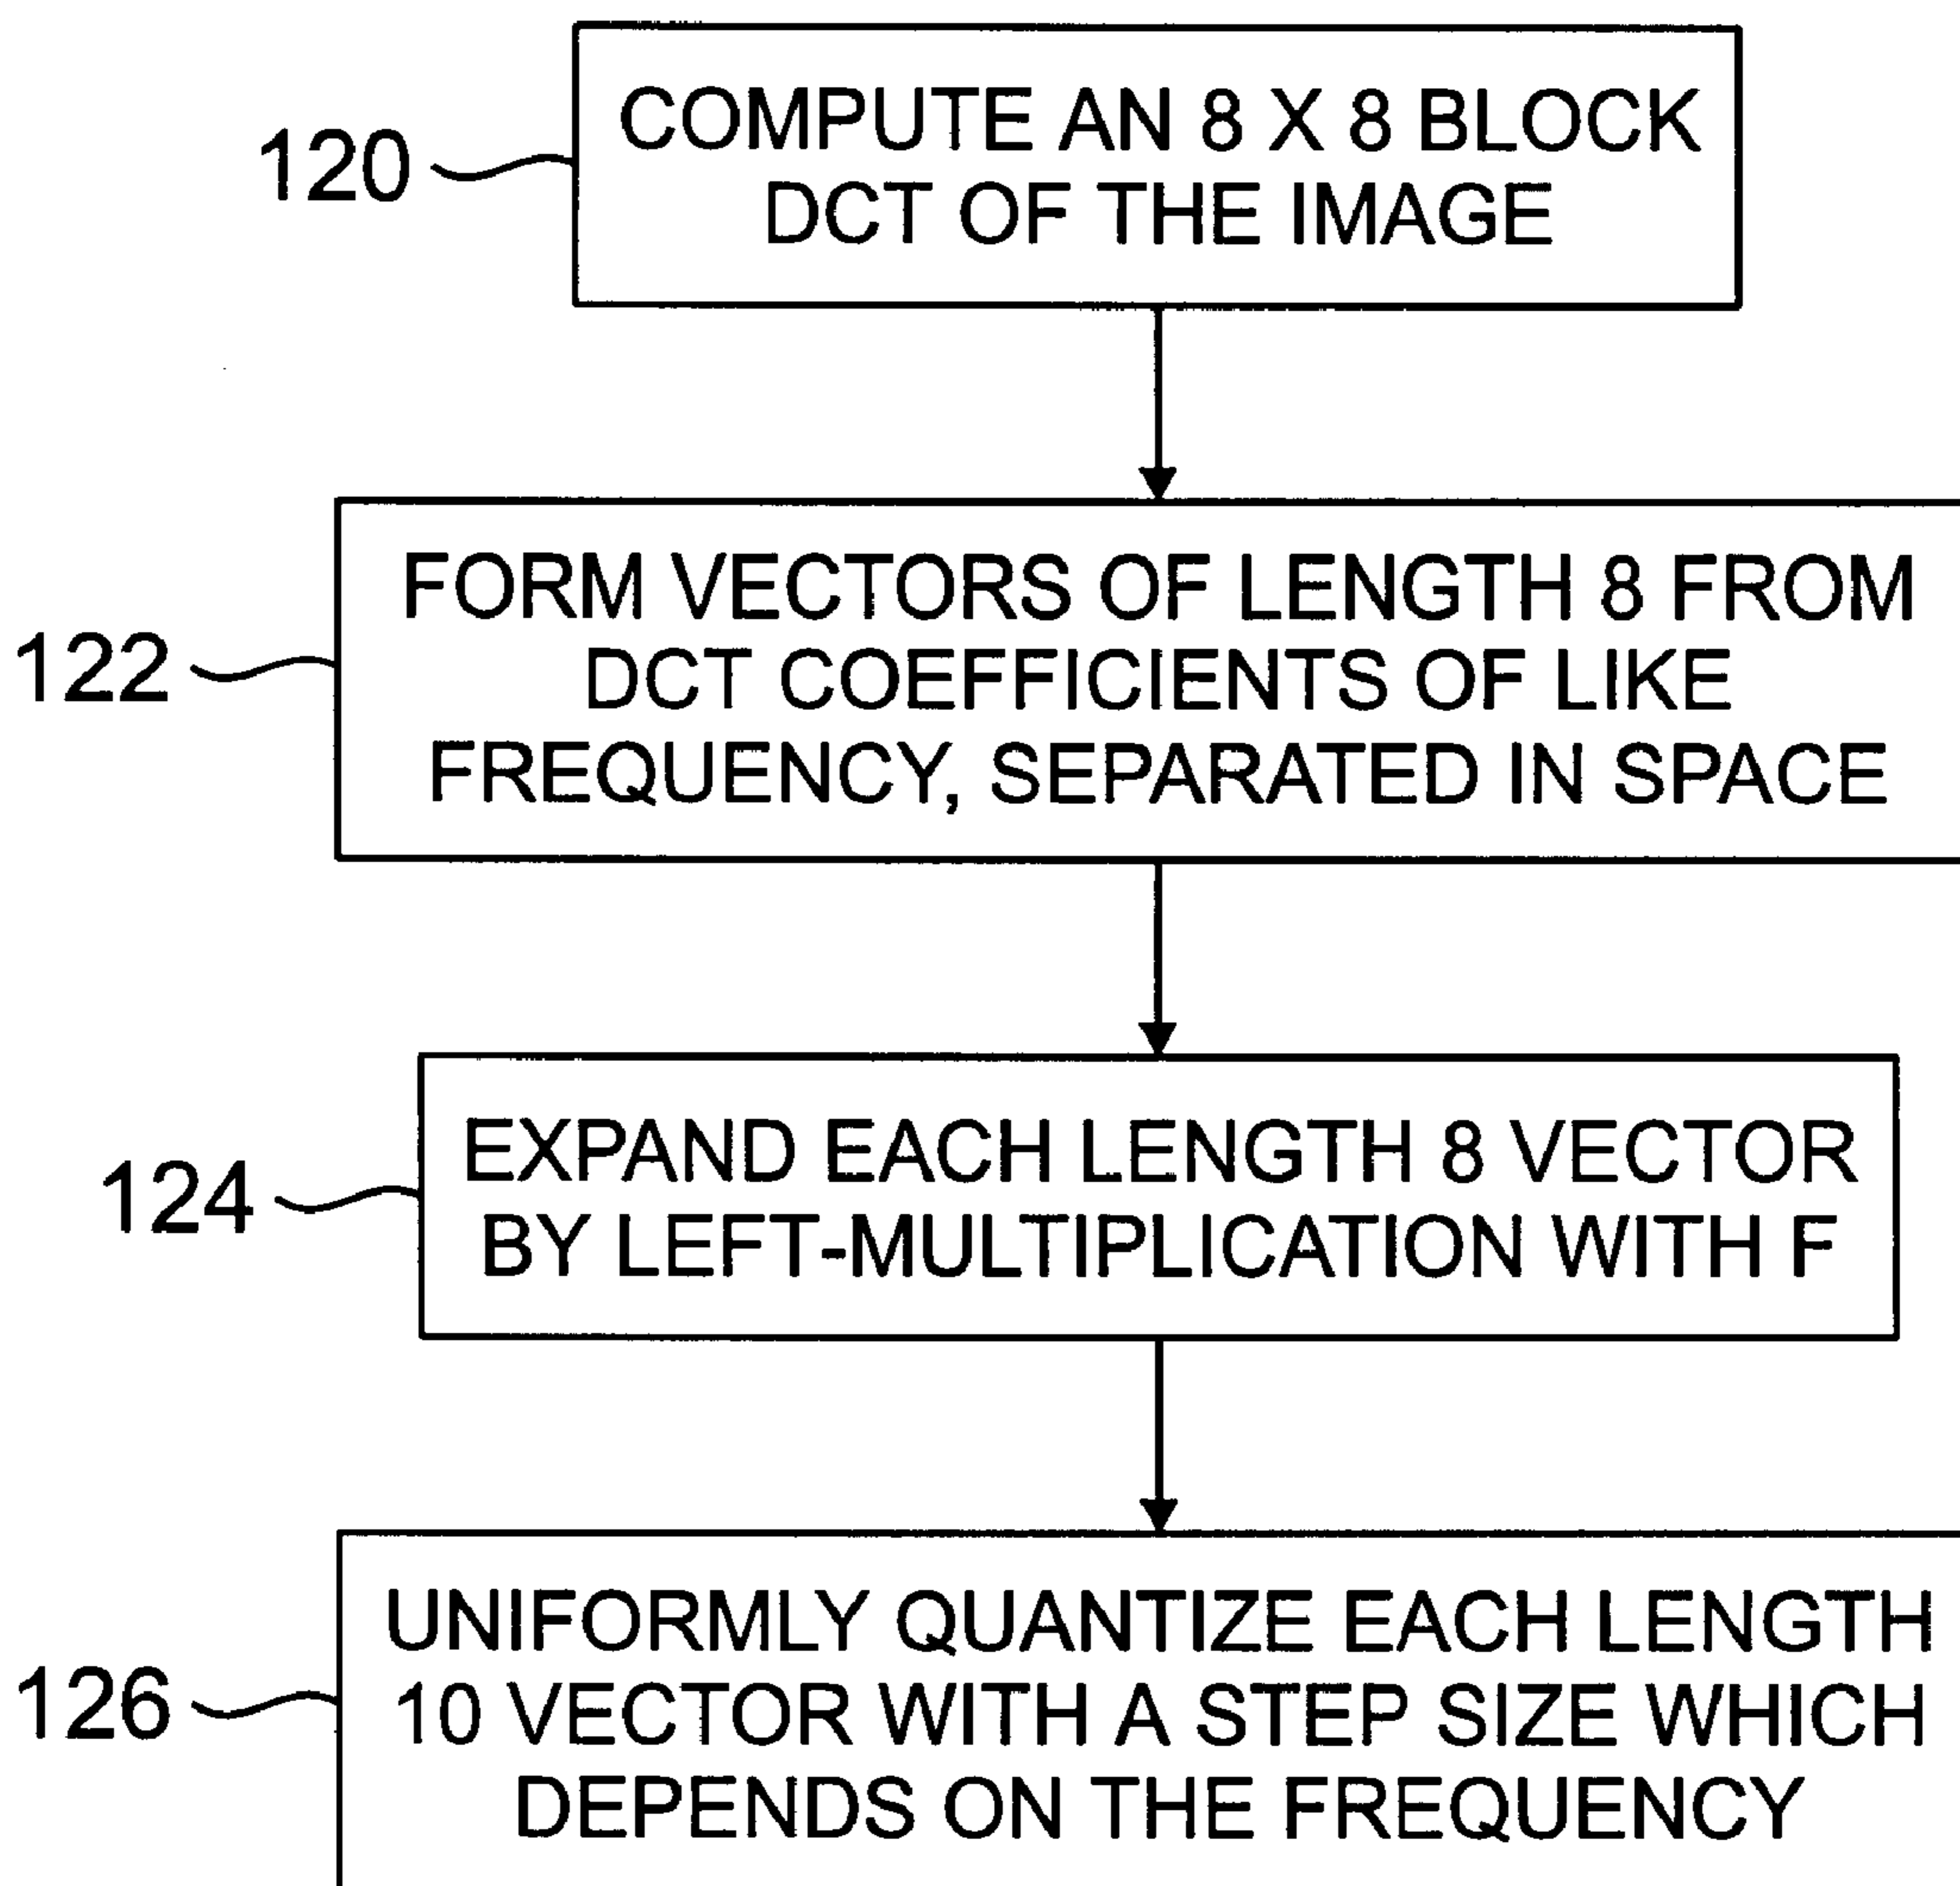 120
COMPUTE AN 8 X 8 BLOCK
DCT OF THE IMAGE
122
FORM VECTORS OF LENGTH 8 FROM
DCT COEFFICIENTS OF LIKE
FREQUENCY, SEPARATED IN SPACE
124
EXPAND EACH LENGTH 8 VECTOR
BY LEFT-MULTIPLICATION WITH F
126
UNIFORMLY QUANTIZE EACH LENGTH
10 VECTOR WITH A STEP SIZE WHICH
DEPENDS ON THE FREQUENCY